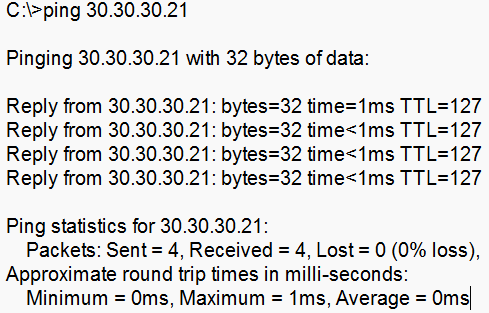 C:\>ping 30.30.30.21
Pinging 30.30.30.21 with 32 bytes of data:
Reply from 30.30.30.21: bytes=32 time=1ms TTL=127
Reply from 30.30.30.21: bytes=32 time<1ms TTL=127
Reply from 30.30.30.21: bytes=32 time<1ms TTL=127
Reply from 30.30.30.21: bytes=32 time<1ms TTL=127
Ping statistics for 30.30.30.21:
Packets: Sent = 4, Received = 4, Lost = 0 (0% loss),
Approximate round trip times in milli-seconds:
Minimum = 0ms, Maximum = 1ms, Average = 0ms